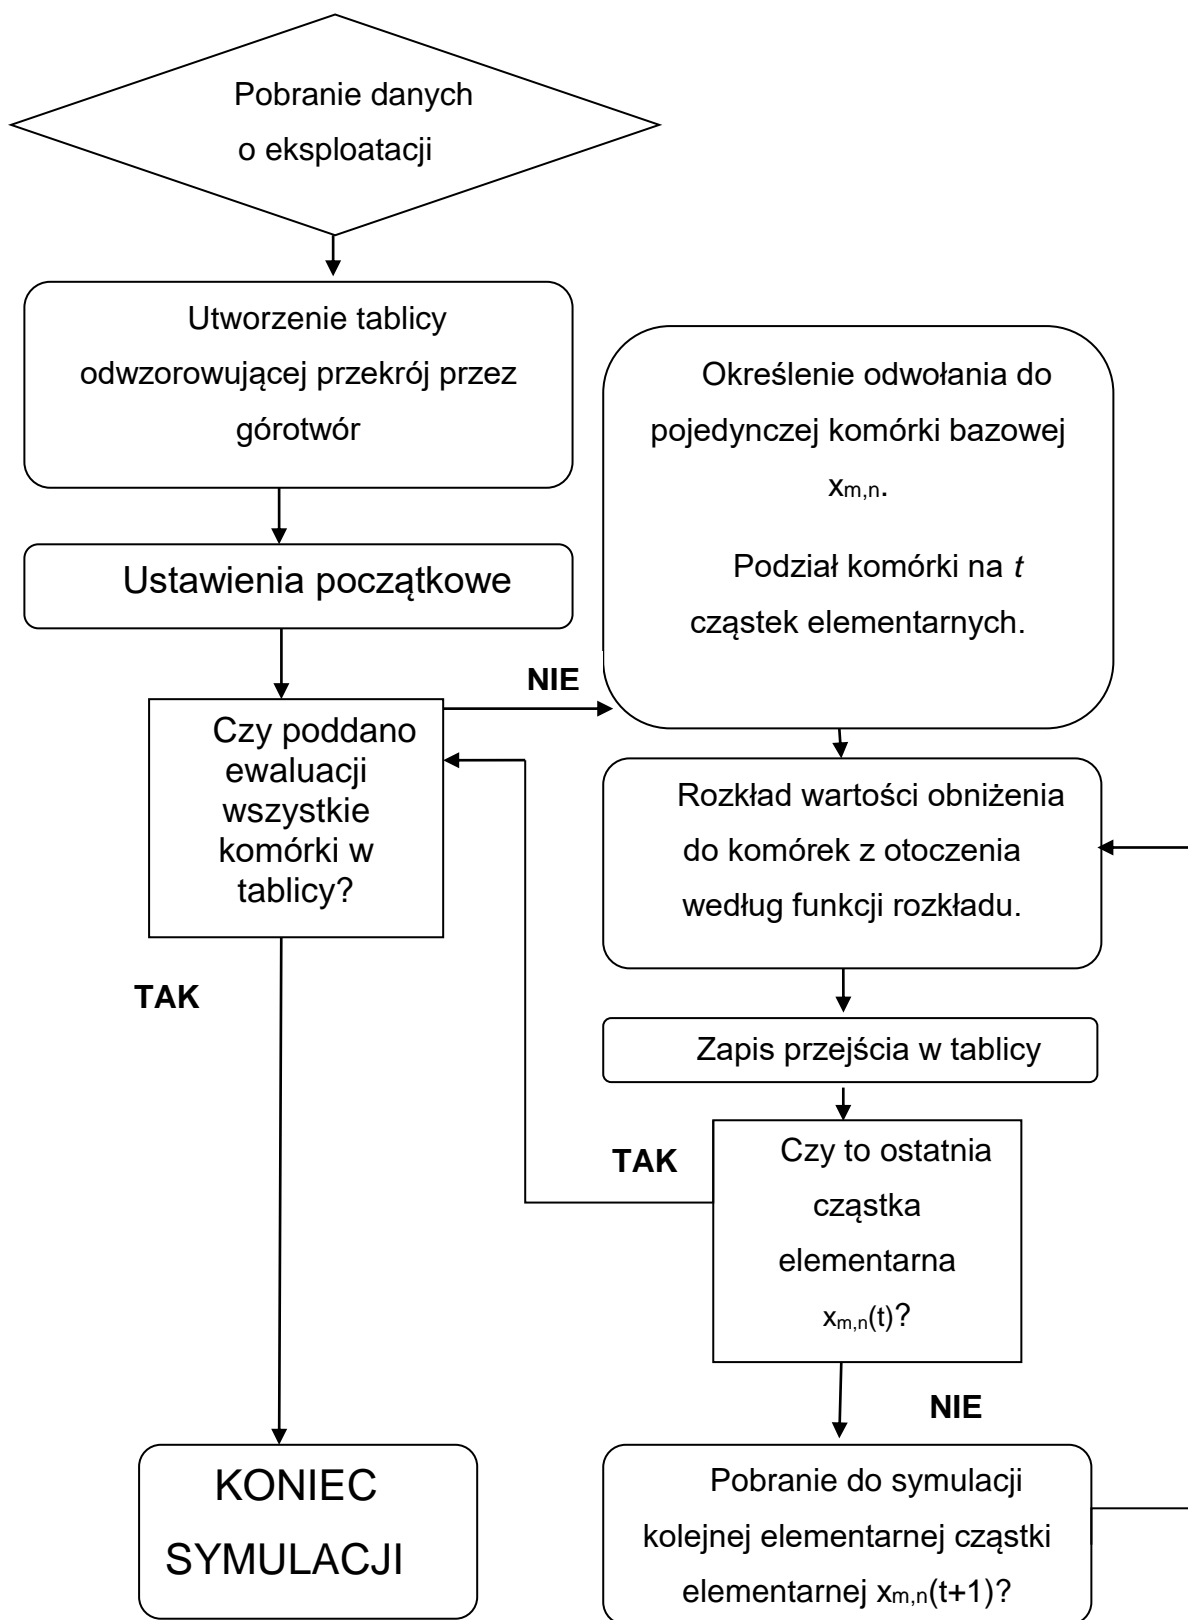 Pobranie danych
o eksploatacji
Utworzenie tablicy
odwzorowującej przekrój przez
górotwór
Ustawienia początkowe
Czy poddano
ewaluacji
wszystkie
komórki w
tablicy?
NIE
TAK
Określenie odwołania do
pojedynczej komórki bazowej
xm,n.
Podział komórki na t
cząstek elementarnych.
Rozkład wartości obniżenia
do komórek z otoczenia
według funkcji rozkładu.
Zapis przejścia w tablicy
TAK
Czy to ostatnia
cząstka
elementarna
xm,n(t)?
NIE
Pobranie do symulacji
kolejnej elementarnej cząstki
elementarnej xm,n(t+1)?
KONIEC
SYMULACJI